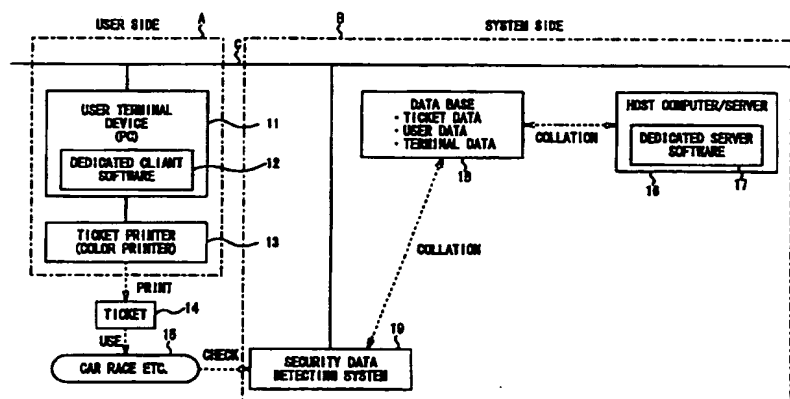 USER SIDE
A
B
SYSTEM SIDE
C
USER TERMINAL
DEVICE
(PC)
11
DEDICATED CLIENT
SOFTWARE
12
TICKET PRINTER
(COLOR PRINTER)
13
PRINT
TICKET
14
USE
15
CAR RACE ETC.
CHECK
DATA BASE
・TICKET DATA
・USER DATA
・TERMINAL DATA
18
COLLATION
HOST COMPUTER/SERVER
DEDICATED SERVER
SOFTWARE
16
17
COLLATION
19
SECURITY DATA
DETECTING SYSTEM